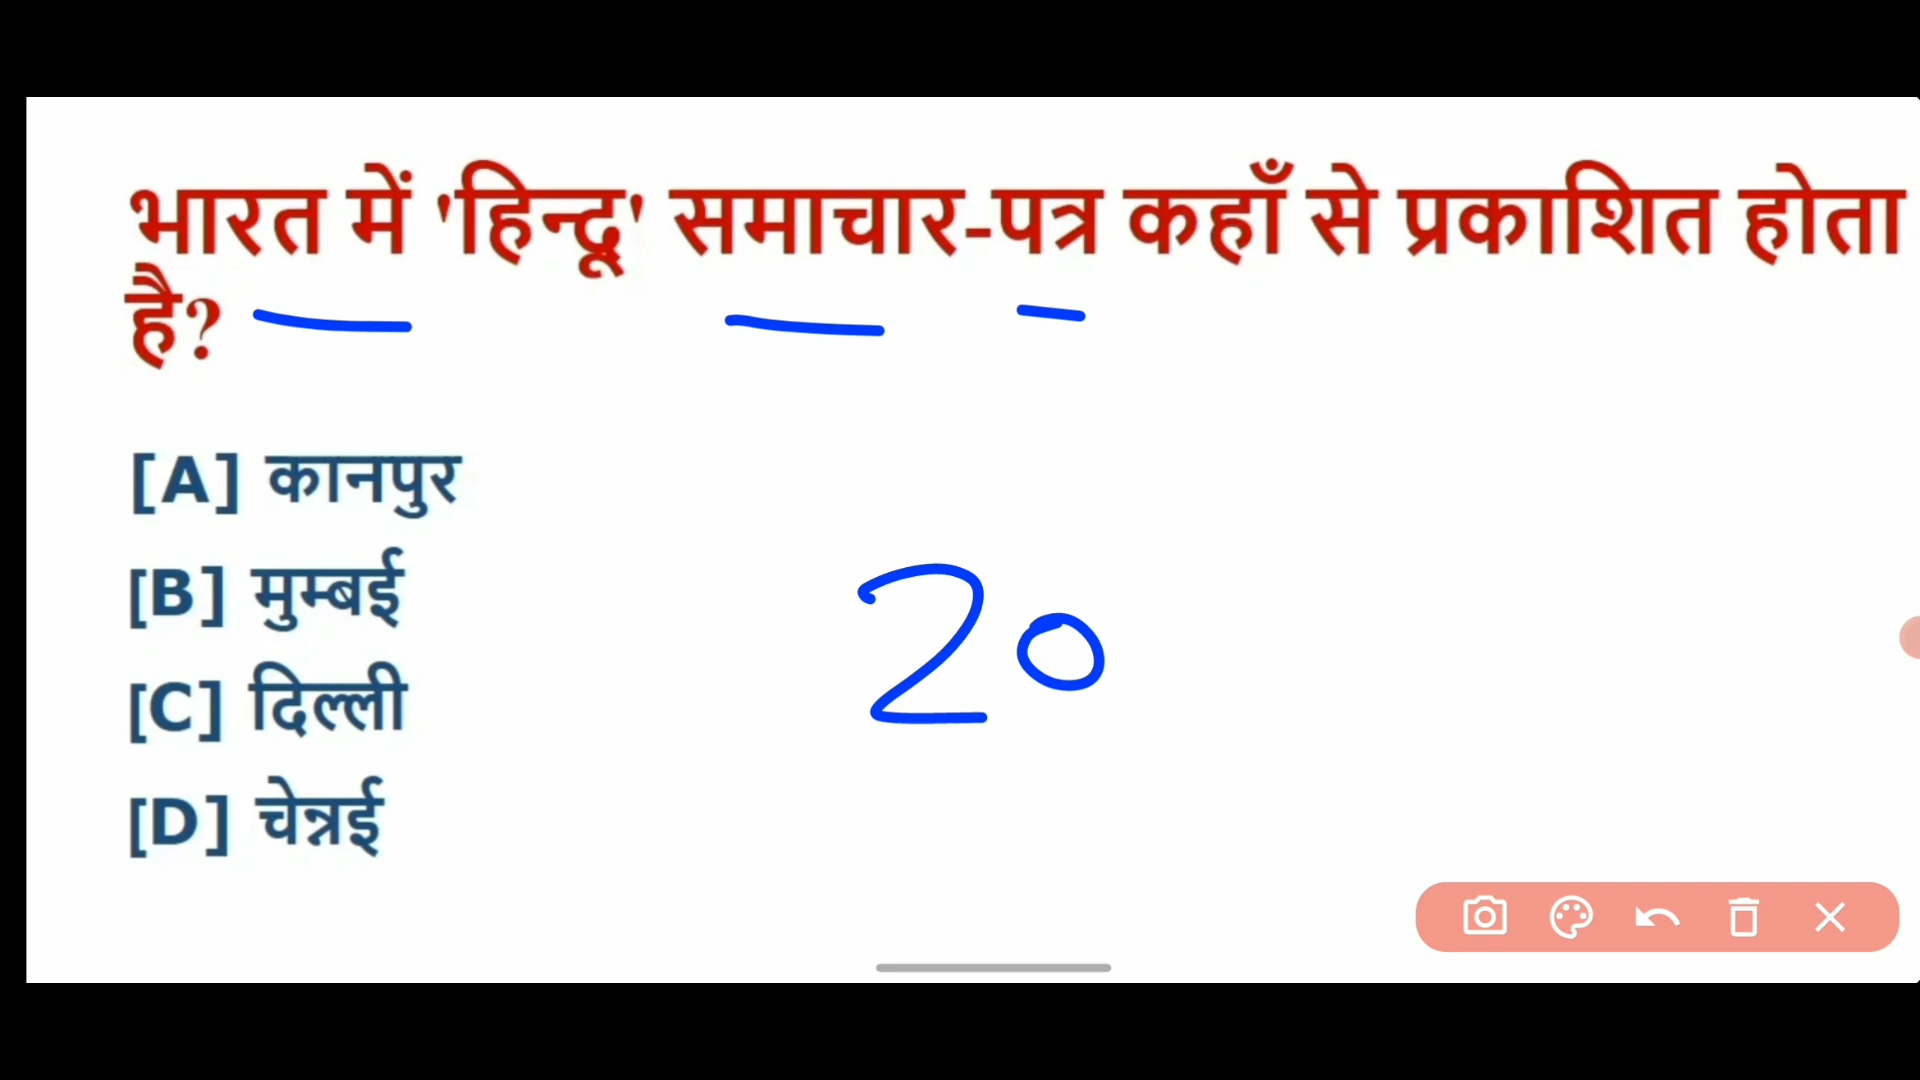 भारत में 'हिन्दू' समाचार-पत्र कहाँ से प्रकाशित होता
है?
[A] कानपुर
[B] मुम्बई
20
[C] दिल्ली
[D] चेन्नई